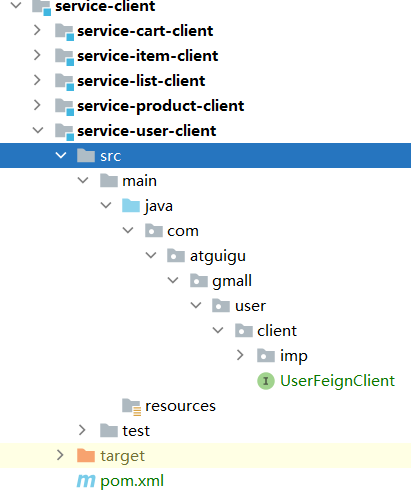 service-client
service-cart-client
service-item-client
service-list-client
service-product-client
service-user-client
src
main
java
com
atguigu
gmall
user
client
imp
I UserFeignClient
resources
test
target
m pom.xml